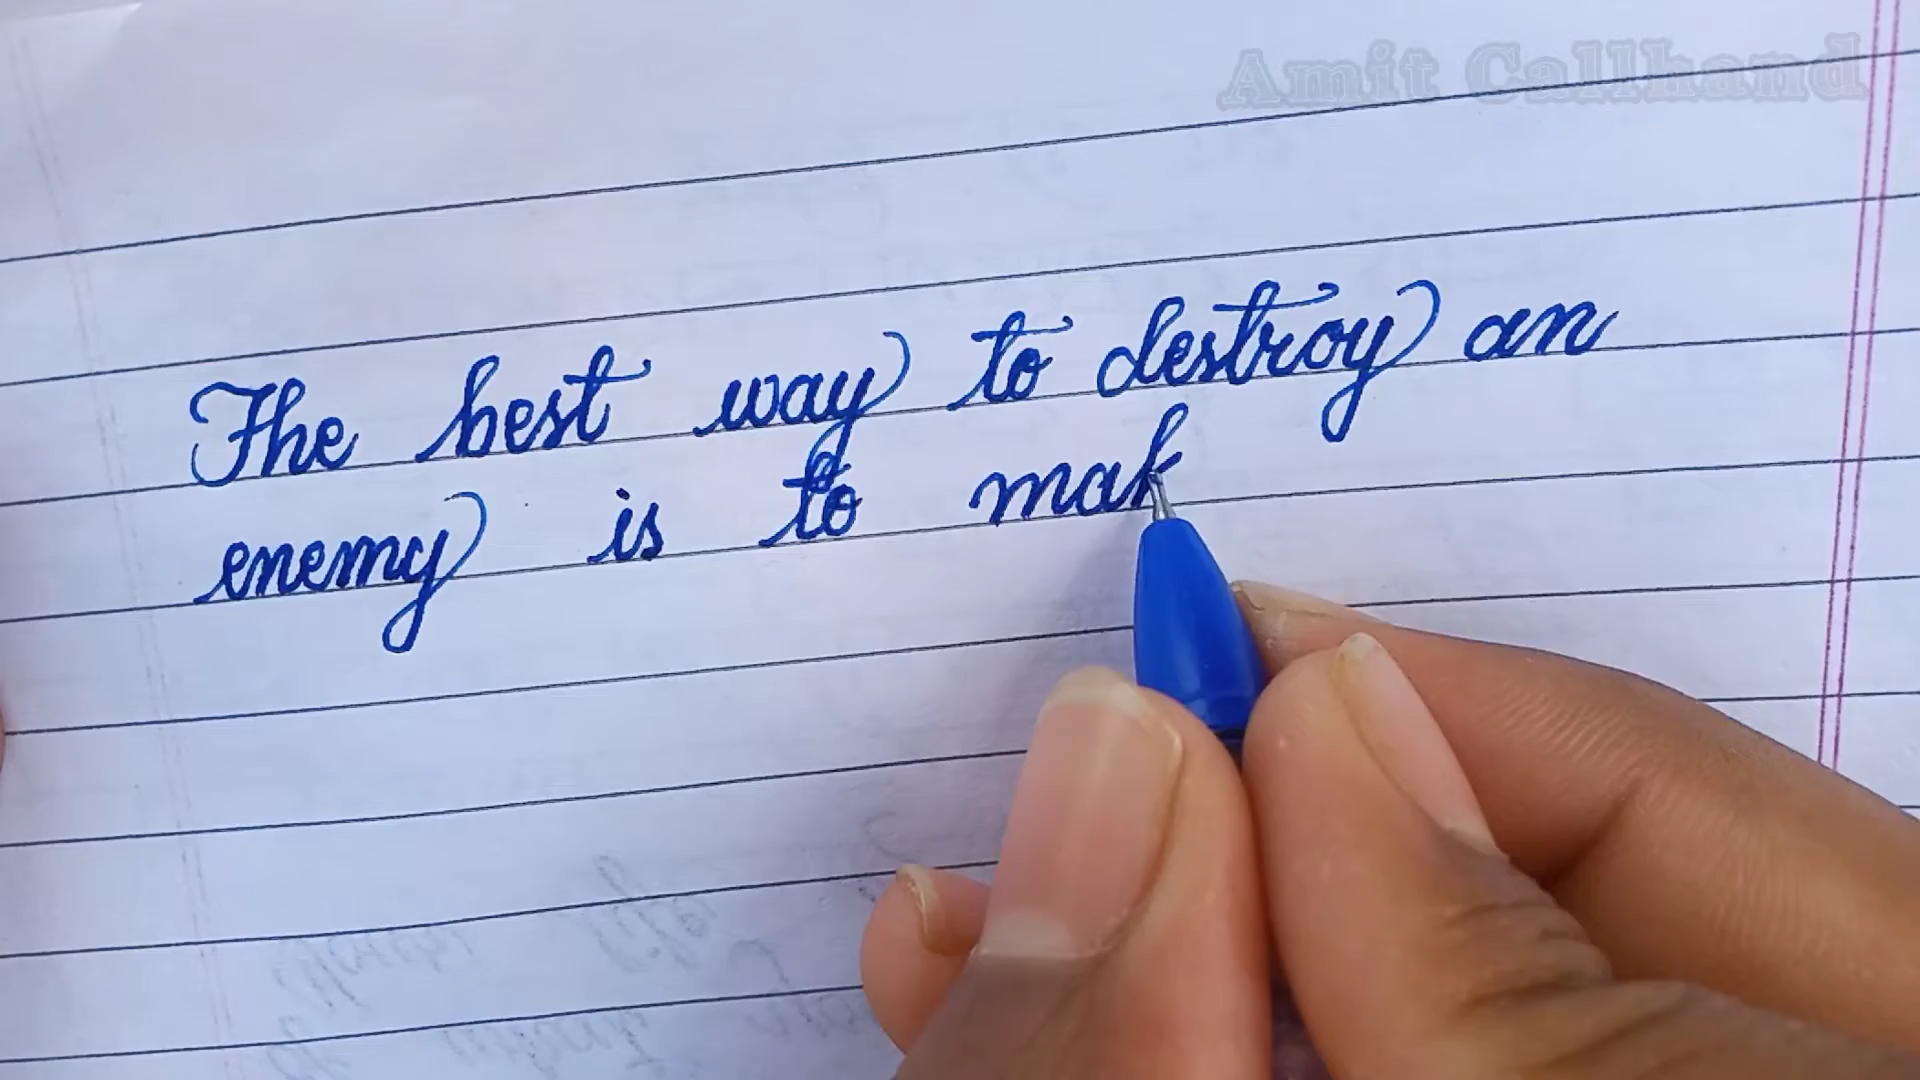 Amit Callhand
The best way to destroy an
enemy is to mak